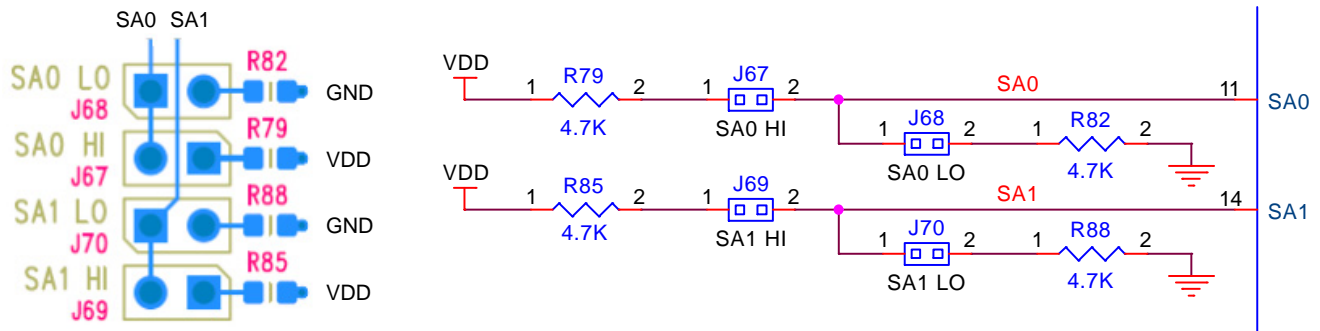 SA0 SA1
SA0 LO
J68
R82
GND
SA0 HI
J67
R79
VDD
SA1 LO
J70
R88
GND
SA1 HI
J69
R85
VDD
VDD
1 R79 2
4.7K
1 J67 2
SA0 HI
SA0
11 SA0
1 J68 2
SA0 LO
1 R82 2
4.7K
VDD
1 R85 2
4.7K
1 J69 2
SA1 HI
SA1
14 SA1
1 J70 2
SA1 LO
1 R88 2
4.7K